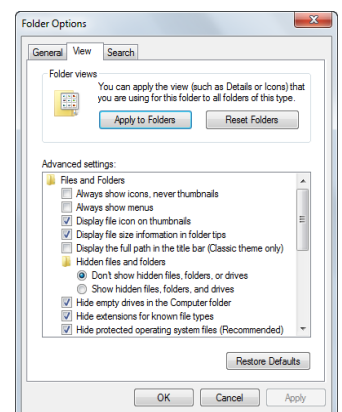 Folder Options
General View Search
Folder views
You can apply the view (such as Details or Icons) that
you are using for this folder to all folders of this type.
Apply to Folders Reset Folders
Advanced settings:
Files and Folders
Always show icons, never thumbnails
Always show menus
Display file icon on thumbnails
Display file size information in folder tips
Display the full path in the title bar (Classic theme only)
Hidden files and folders
Don't show hidden files, folders, or drives
Show hidden files, folders, and drives
Hide empty drives in the Computer folder
Hide extensions for known file types
Hide protected operating system files (Recommended)
Restore Defaults
OK Cancel Apply